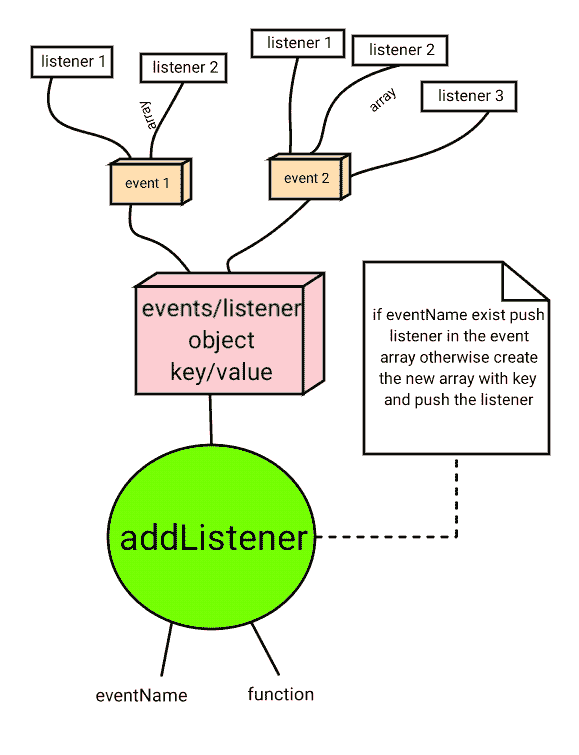 listener 1
listener 2
array
event 1
listener 1
listener 2
array
listener 3
event 2
events/listener
object
key/value
if eventName exist push
listener in the event
array otherwise create
the new array with key
and push the listener
addListener
eventName
function